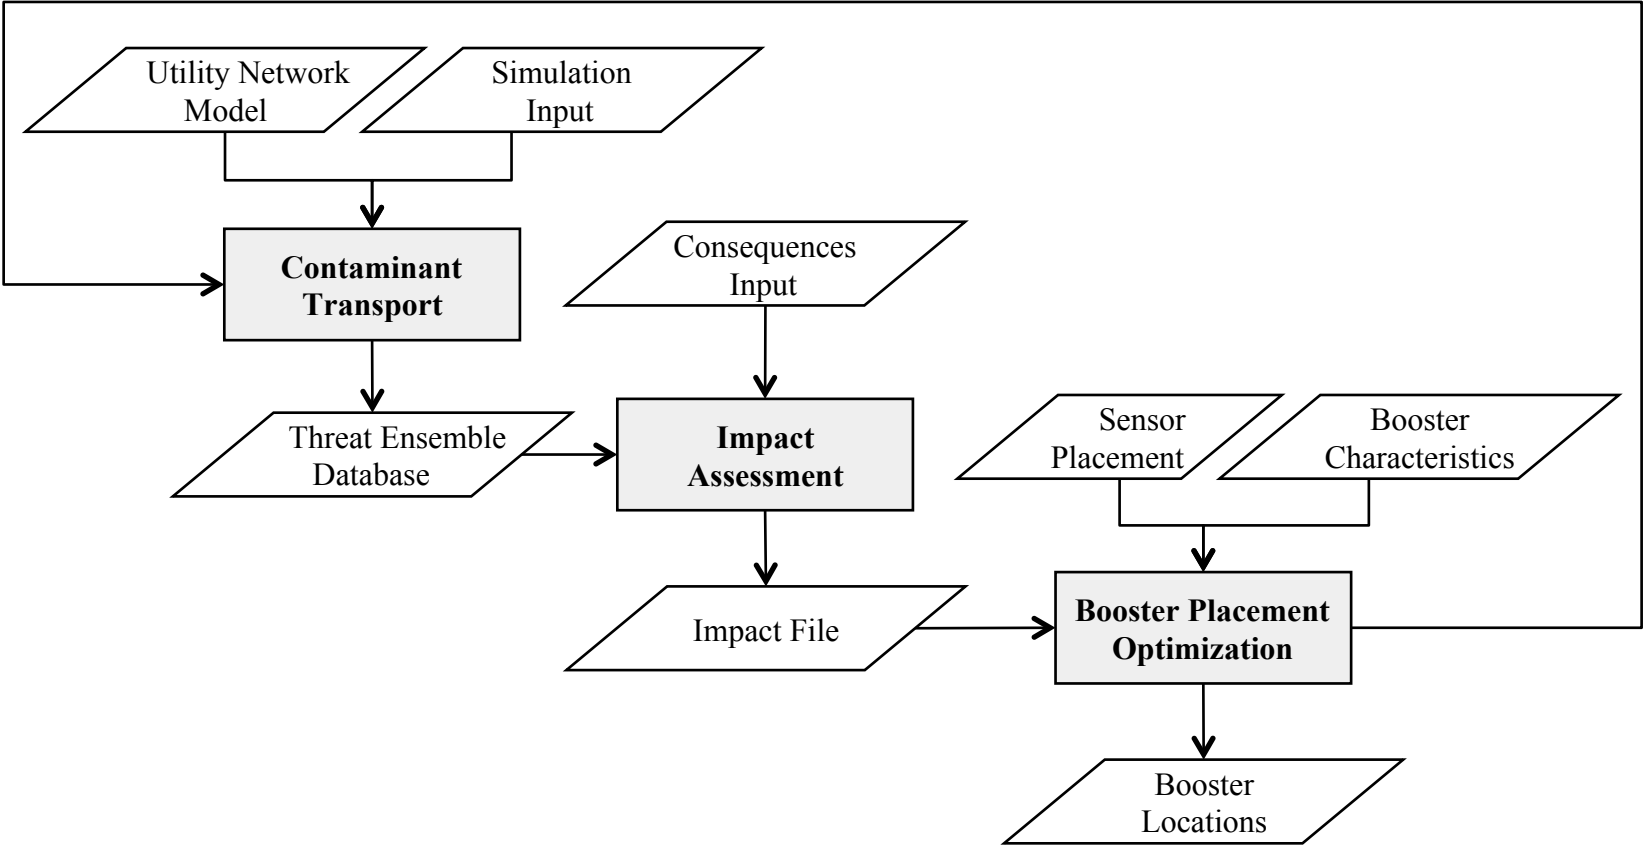 Utility Network
Model
Simulation
Input
Contaminant
Transport
Consequences
Input
Threat Ensemble
Database
Impact
Assessment
Sensor
Placement
Booster
Characteristics
Impact File
Booster Placement
Optimization
Booster
Locations